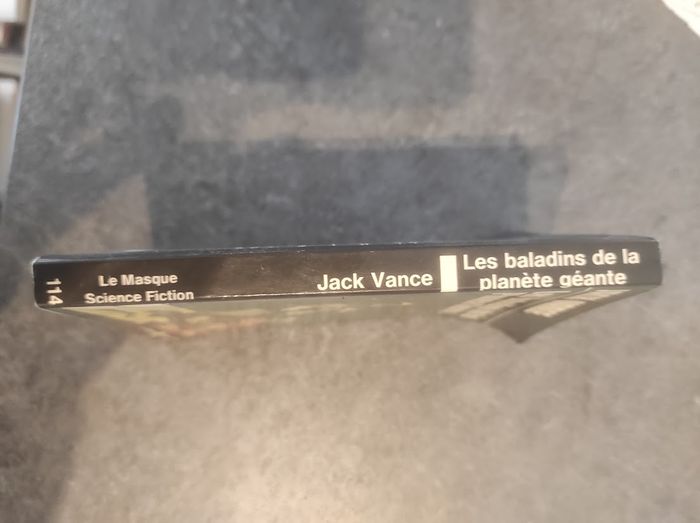 114
Le Masque
Science Fiction
Jack Vance
Les baladins de la
planète géante